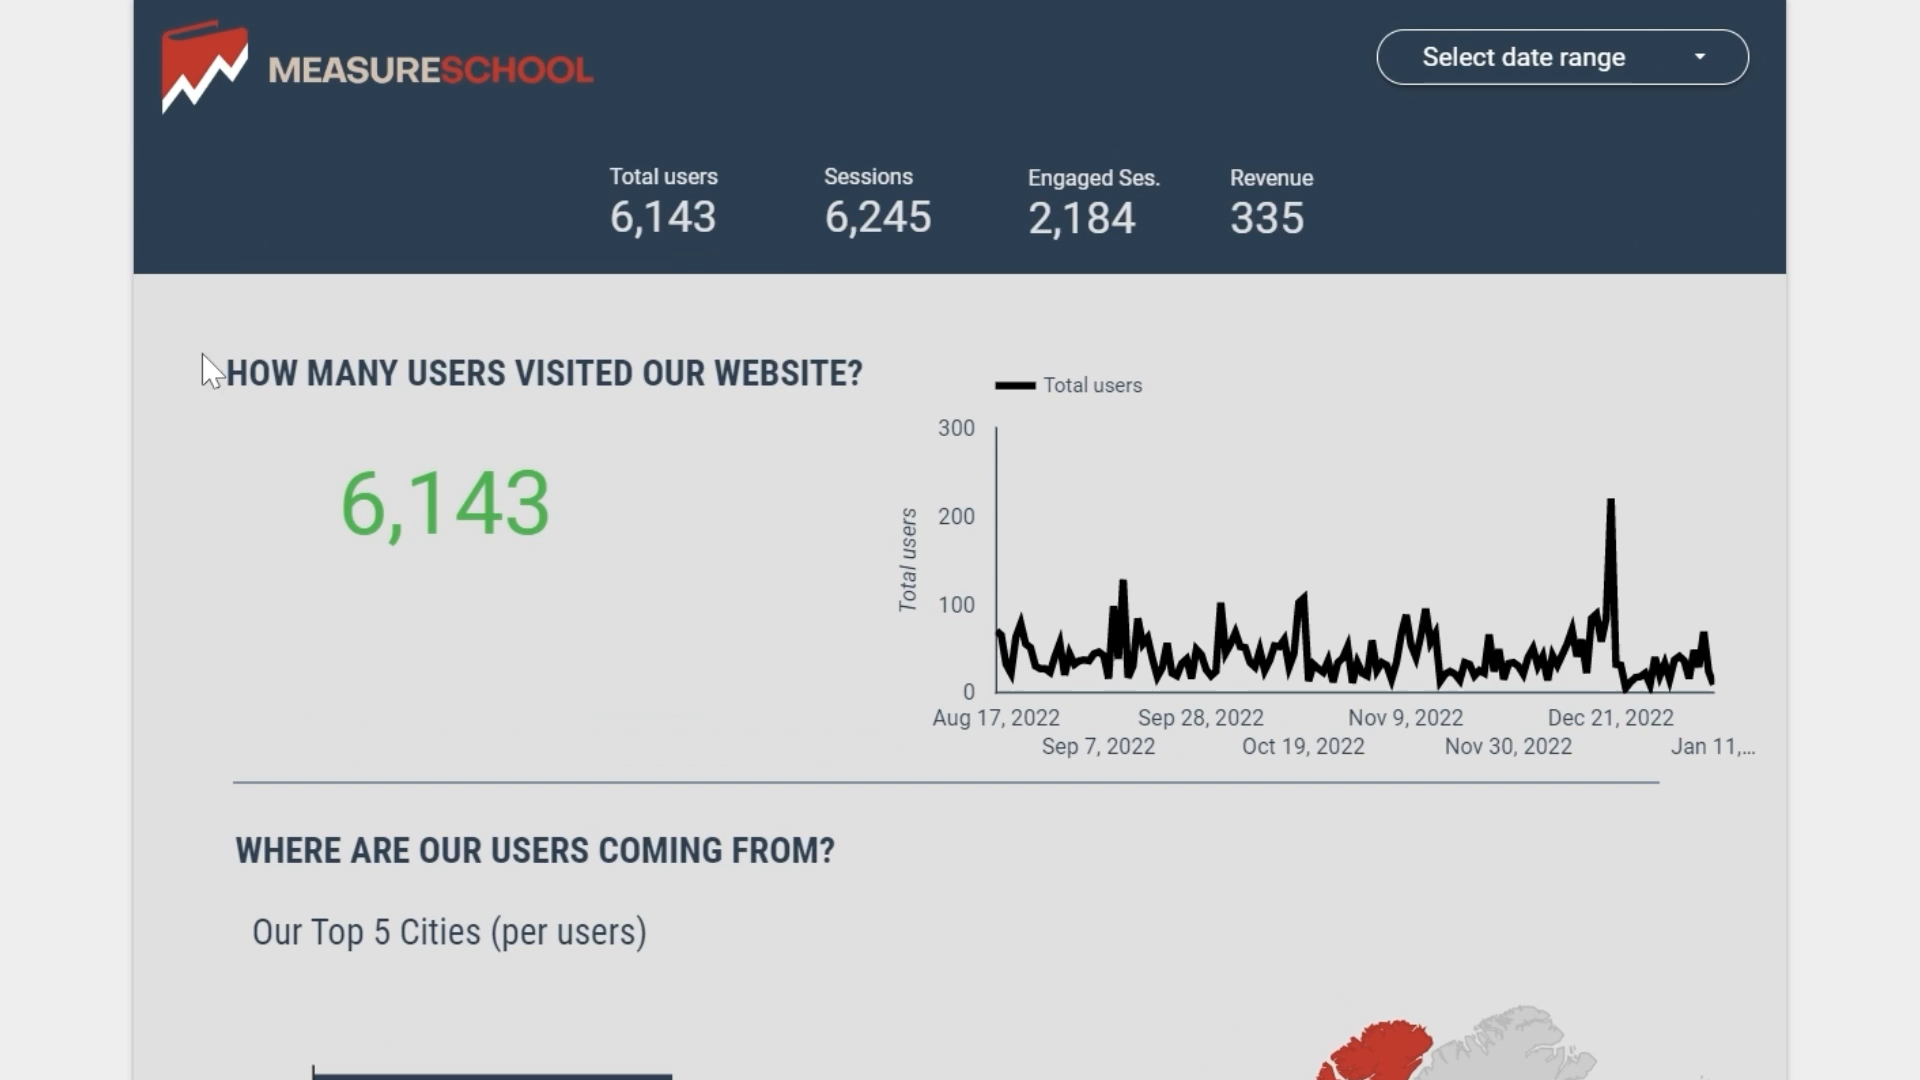 MEASURESCHOOL
Select date range
Total users
6,143
Sessions
6,245
Engaged Ses.
2,184
Revenue
335
HOW MANY USERS VISITED OUR WEBSITE?
6,143
Total users
300
200
100
0
Total users
Aug 17, 2022
Sep 7, 2022
Sep 28, 2022
Oct 19, 2022
Nov 9, 2022
Nov 30, 2022
Dec 21, 2022
Jan 11,...
WHERE ARE OUR USERS COMING FROM?
Our Top 5 Cities (per users)